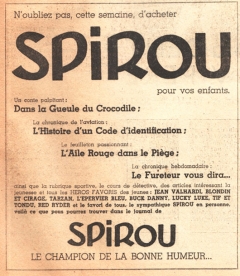 N'oubliez pas, cette semaine, d'acheter
SPiROU
pour vos enfants.
Un conte palpitant :
Dans la Gueule du Crocodile ;
La chronique de l'aviation :
L'Histoire d'un Code d'identification ;
Le feuilleton passionnant :
L'Aile Rouge dans le Piège ;
La chronique hebdomadaire :
Le Fureteur vous dira...
ainsi que la rubrique sportive, le cours de détective, des articles intéressant la
jeunesse et tous les HEROS FAVORIS des jeunes : JEAN VALHARDI, BLONDIN
ET CIRAGE, TARZAN, L'EPERVIER BLEU, BUCK DANNY, LUCKY LUKE, TIF ET
TONDU, RED RYDER et le favori de tous, le sympathique SPIROU en personne,
voilà ce que vous pourrez trouver dans le journal de
SPiROU
LE CHAMPION DE LA BONNE HUMEUR...